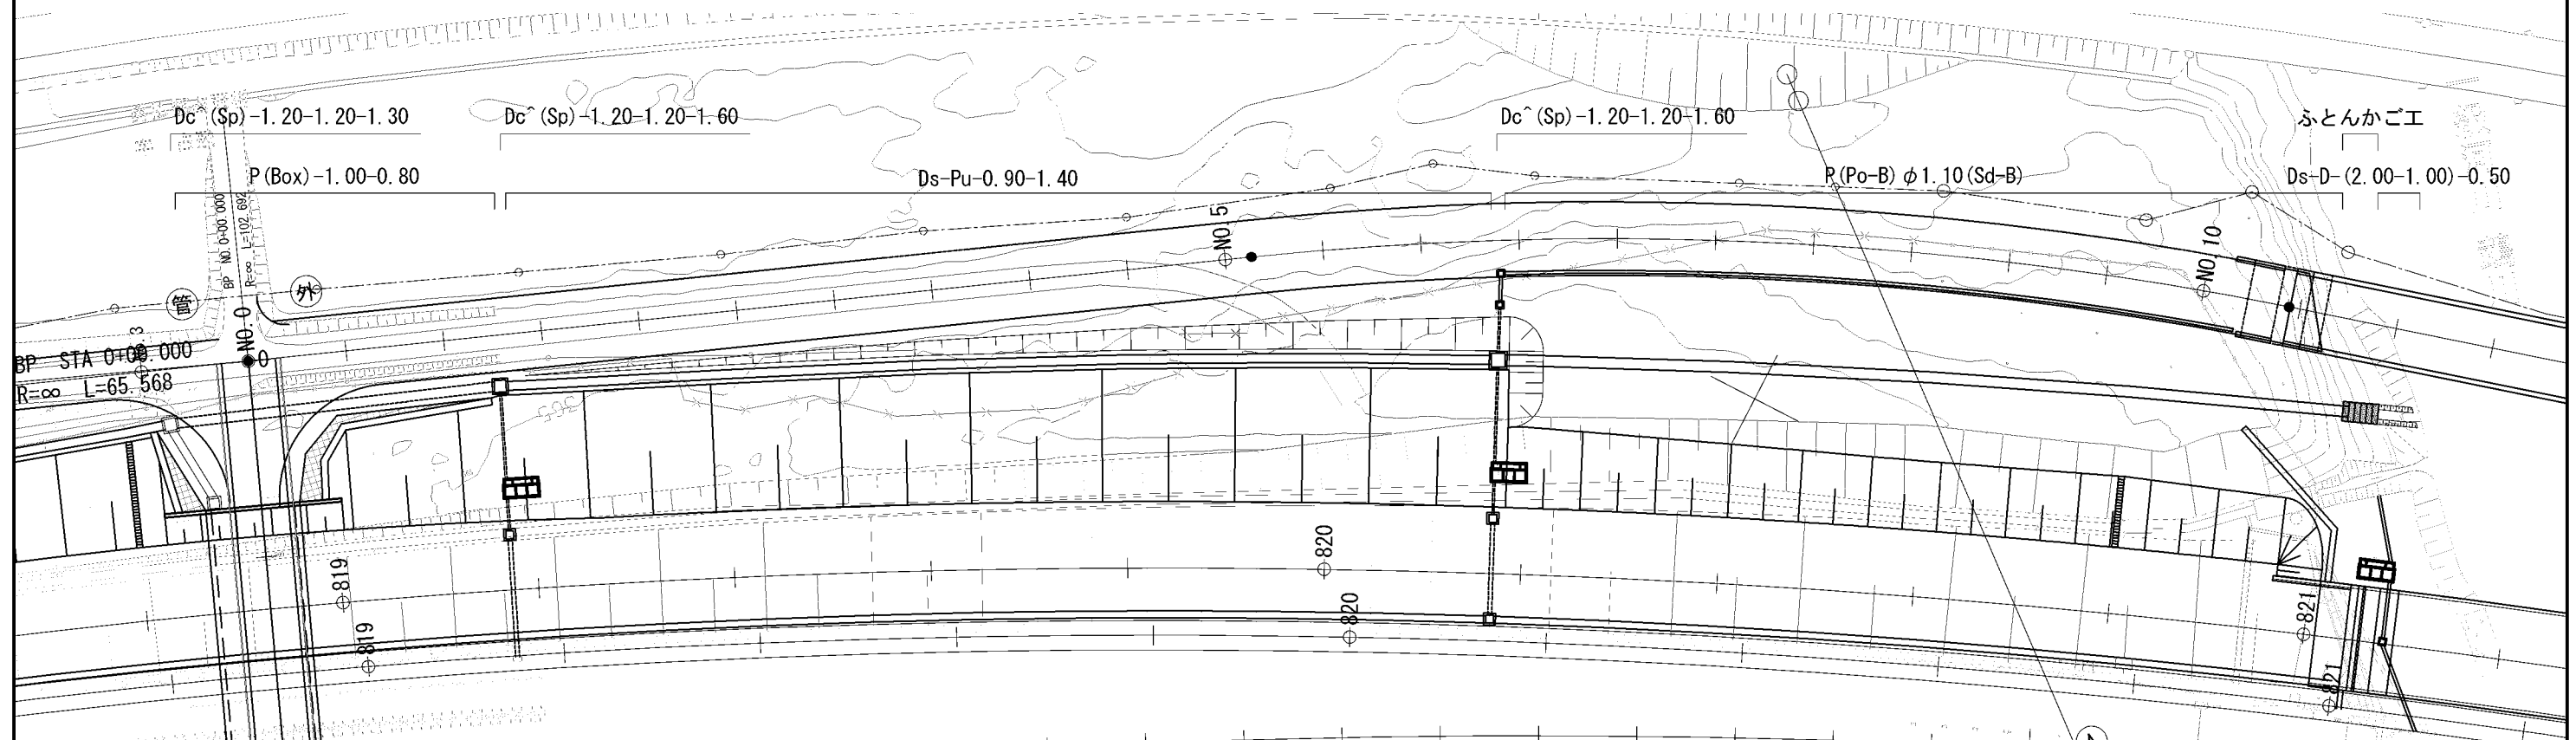 Dc^(Sp)-1.20-1.20-1.30
Dc^(Sp)-1.20-1.20-1.60
Dc^(Sp)-1.20-1.20-1.60
ふとんかご工
P(Box)-1.00-0.80
Ds-Pu-0.90-1.40
P(Po-B)φ1.10(Sd-B)
Ds-D-(2.00-1.00)-0.50
BP NO 0+00.000
R=∞ L=102.692
NO.5
NO.10
管
外
NO.0
0
BP STA 0+00.000
R=∞ L=65.568
305
819
820
821
819
820
821